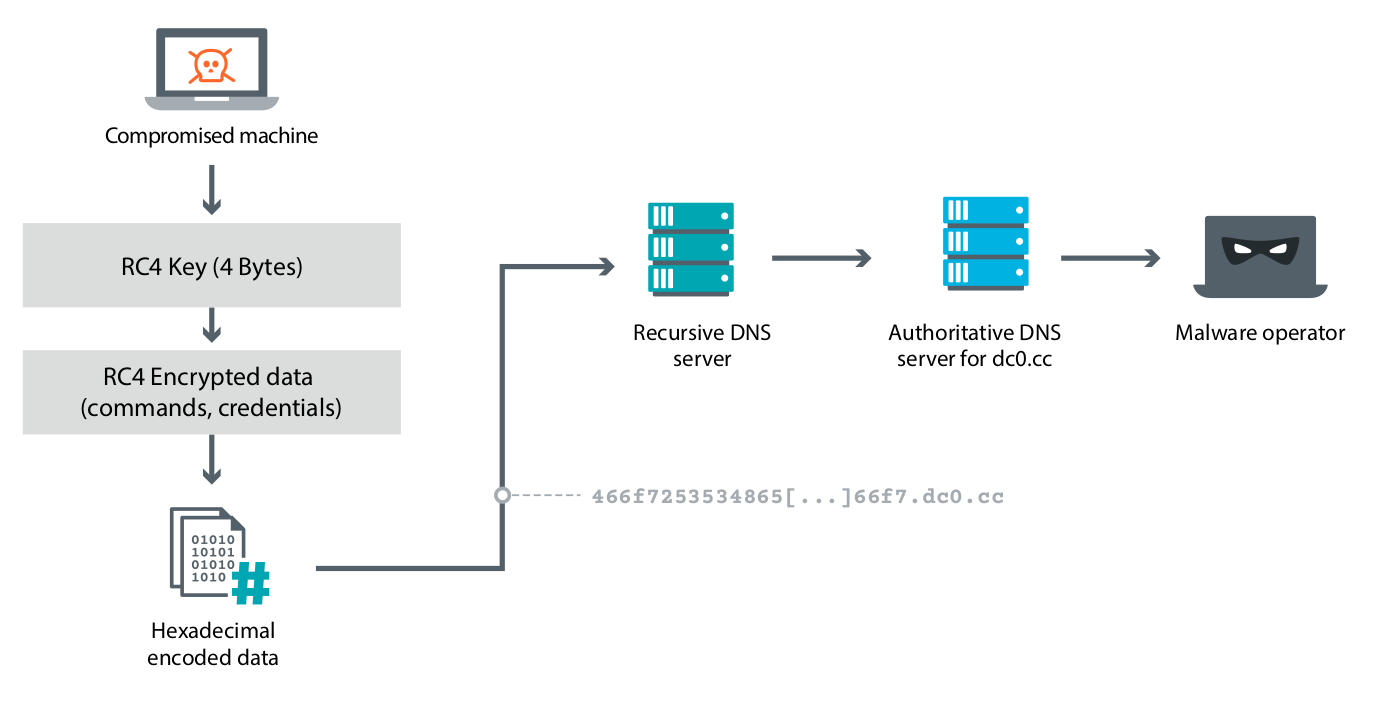 Compromised machine
RC4 Key (4 Bytes)
RC4 Encrypted data
(commands, credentials)
01010
10101
01010
1010
#
Hexadecimal
encoded data
466f7253534865[...]66f7.dc0.cc
Recursive DNS
server
Authoritative DNS
server for dc0.cc
Malware operator